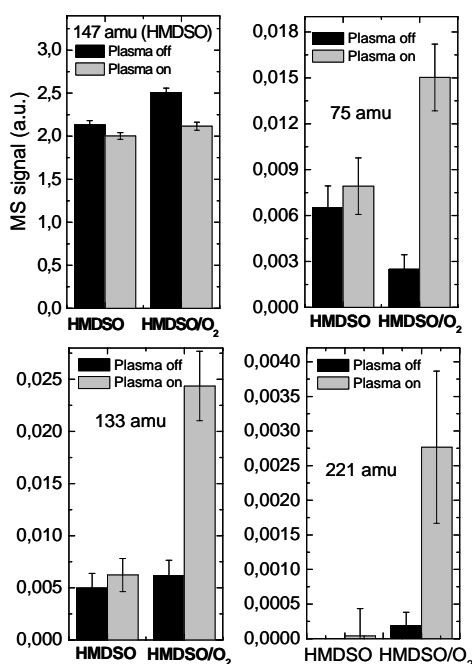 147 amu (HMDSO)
Plasma off
Plasma on
MS signal (a.u.)
3,0
2,5
2,0
1,5
1,0
0,5
0,0
HMDSO HMDSO/O₂
Plasma off
Plasma on
75 amu
0,018
0,015
0,012
0,009
0,006
0,003
0,000
HMDSO HMDSO/O₂
Plasma off
Plasma on
133 amu
0,025
0,020
0,015
0,010
0,005
0,000
HMDSO HMDSO/O₂
Plasma off
Plasma on
221 amu
0,0040
0,0035
0,0030
0,0025
0,0020
0,0015
0,0010
0,0005
0,0000
HMDSO HMDSO/O₂